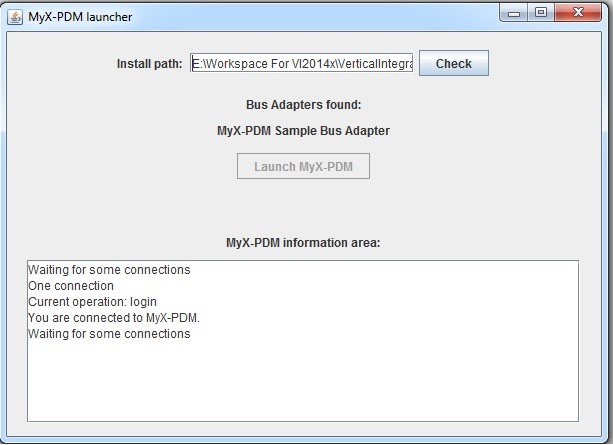 MyX-PDM launcher
Install path: E:\Workspace For VI2014x\VerticalIntegra Check
Bus Adapters found:
MyX-PDM Sample Bus Adapter
Launch MyX-PDM
MyX-PDM information area:
Waiting for some connections
One connection
Current operation: login
You are connected to MyX-PDM.
Waiting for some connections